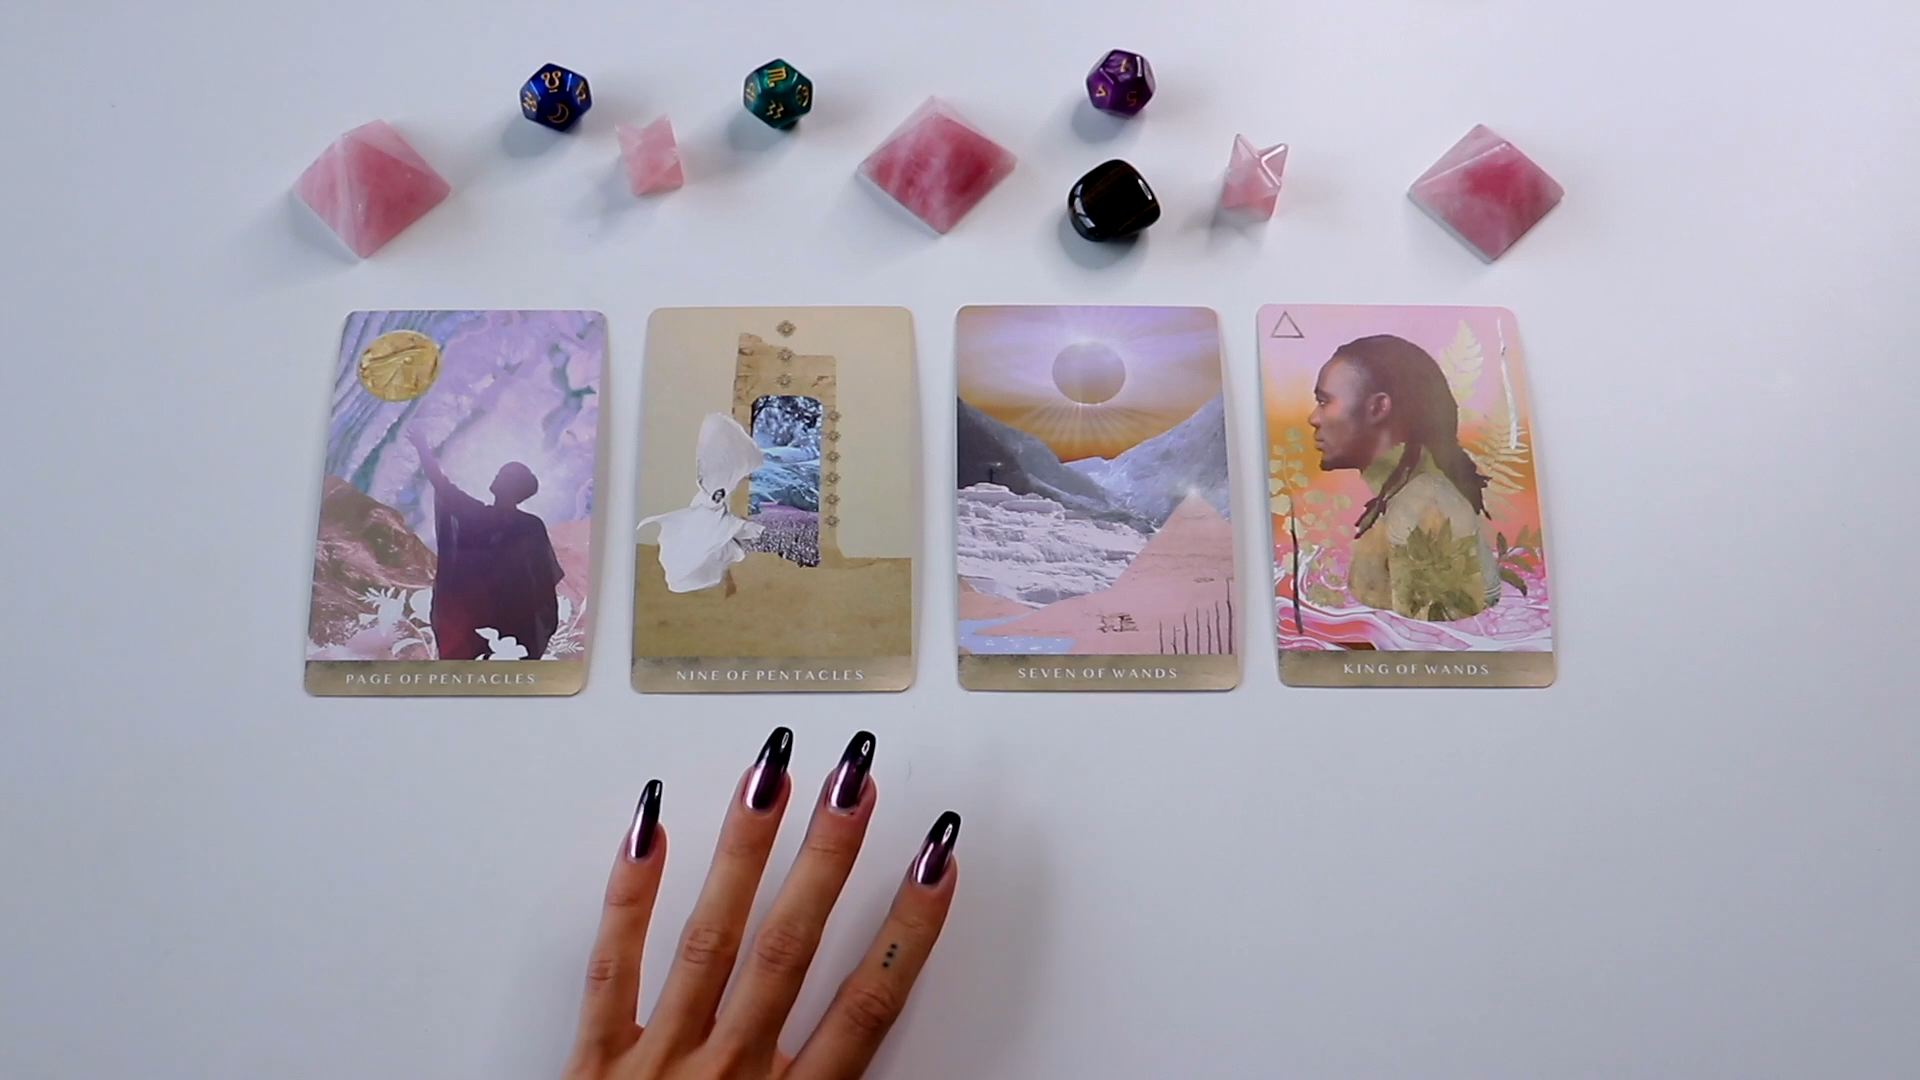 PAGE OF PENTACLES
NINE OF PENTACLES
SEVEN OF WANDS
KING OF WANDS